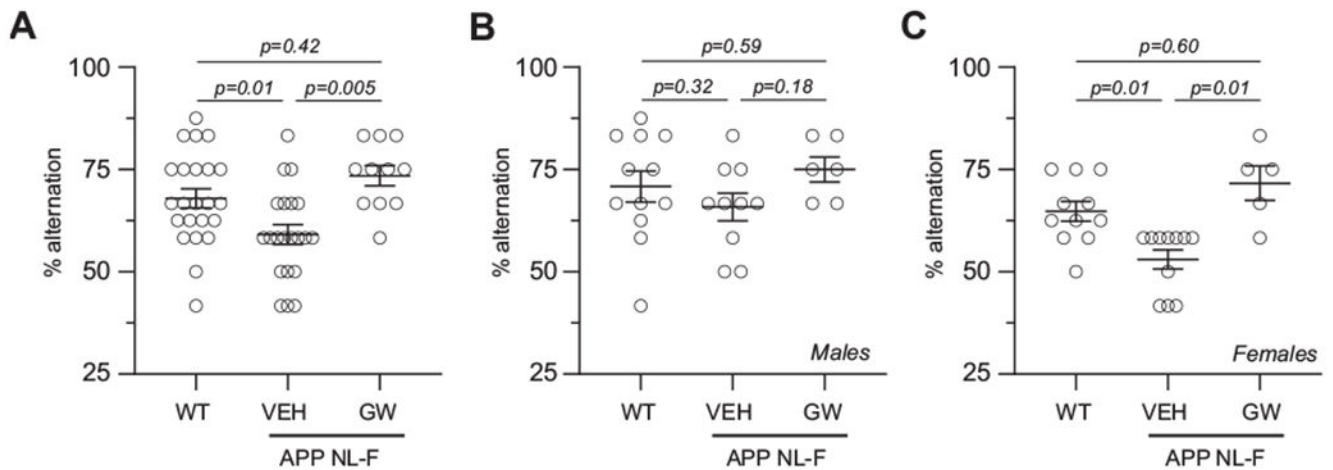 A
p=0.42
p=0.01 p=0.005
100
75
50
25
% alternation
WT VEH GW
APP NL-F
B
p=0.59
p=0.32 p=0.18
100
75
50
25
% alternation
Males
WT VEH GW
APP NL-F
C
p=0.60
p=0.01 p=0.01
100
75
50
25
% alternation
Females
WT VEH GW
APP NL-F